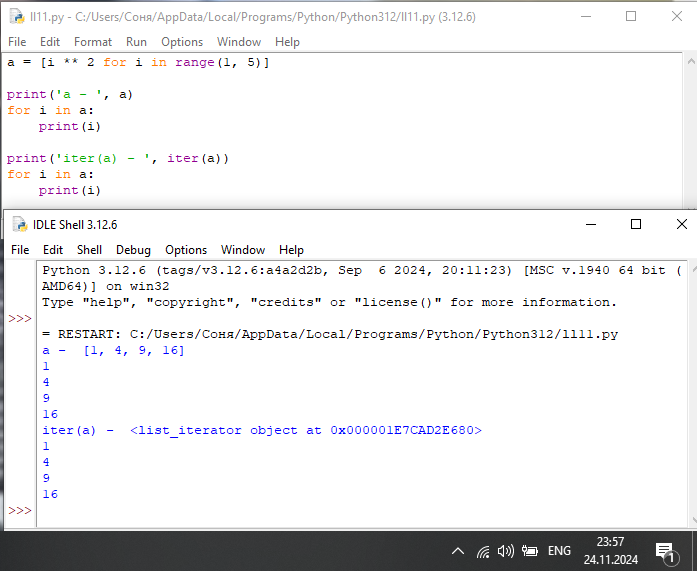 ll11.py - C:/Users/Соня/AppData/Local/Programs/Python/Python312/ll11.py (3.12.6)
File Edit Format Run Options Window Help
a = [i ** 2 for i in range(1, 5)]
print('a - ', a)
for i in a:
    print(i)
print('iter(a) - ', iter(a))
for i in a:
    print(i)
IDLE Shell 3.12.6
File Edit Shell Debug Options Window Help
Python 3.12.6 (tags/v3.12.6:a4a2d2b, Sep  6 2024, 20:11:23) [MSC v.1940 64 bit (
AMD64)] on win32
Type "help", "copyright", "credits" or "license()" for more information.
>>>
= RESTART: C:/Users/Соня/AppData/Local/Programs/Python/Python312/ll11.py
a -  [1, 4, 9, 16]
1
4
9
16
iter(a) -  <list_iterator object at 0x000001E7CAD2E680>
1
4
9
16
>>>
ENG
23:57
24.11.2024
1